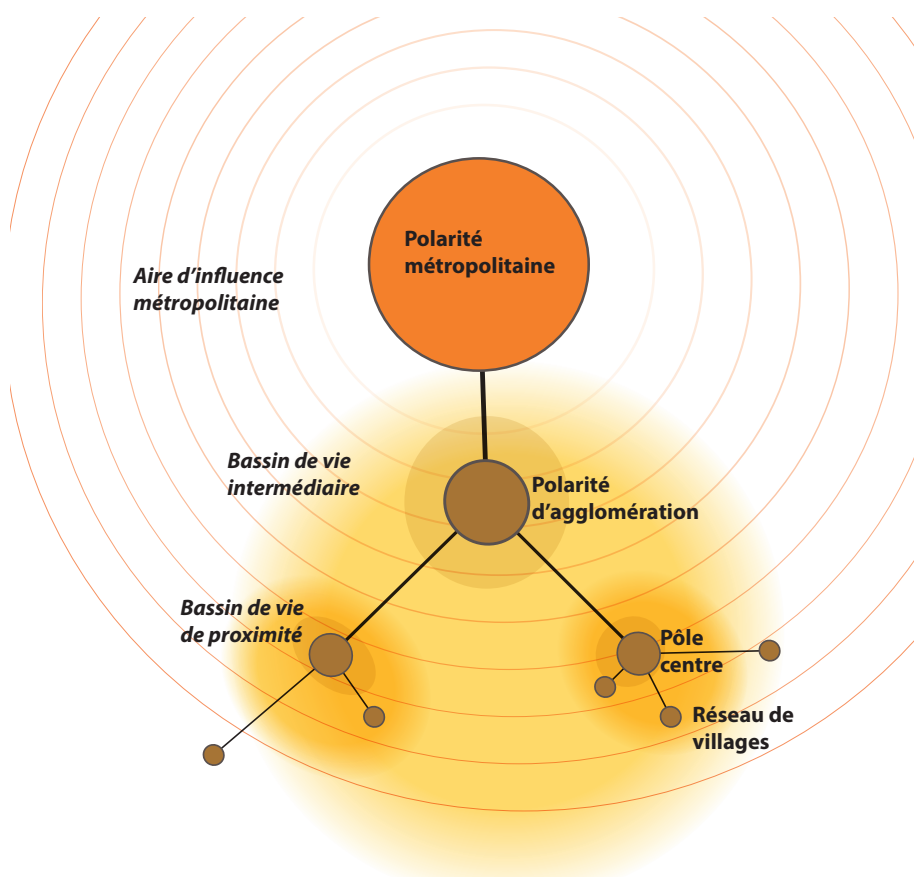 Polarité
métropolitaine
Aire d’influence
métropolitaine
Bassin de vie
intermédiaire
Polarité
d’agglomération
Bassin de vie
de proximité
Pôle
centre
Réseau de
villages